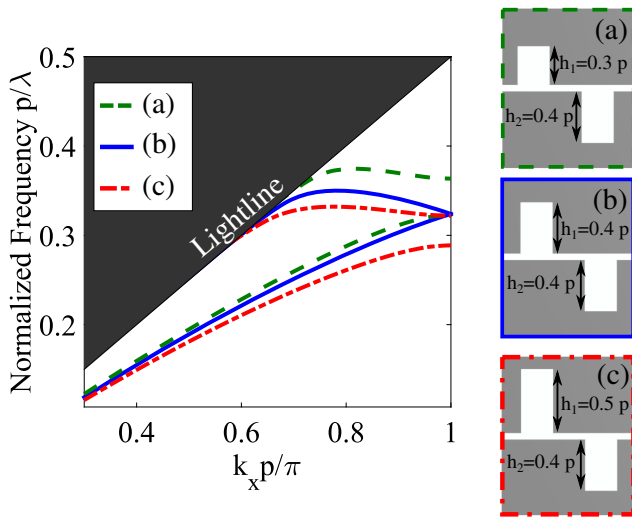 Normalized Frequency p/λ
0.5
0.4
0.3
0.2
(a)
(b)
(c)
Lightline
0.4
0.6
0.8
1
kₓp/π
(a)
h₁=0.3 p
h₂=0.4 p
(b)
h₁=0.4 p
h₂=0.4 p
(c)
h₁=0.5 p
h₂=0.4 p